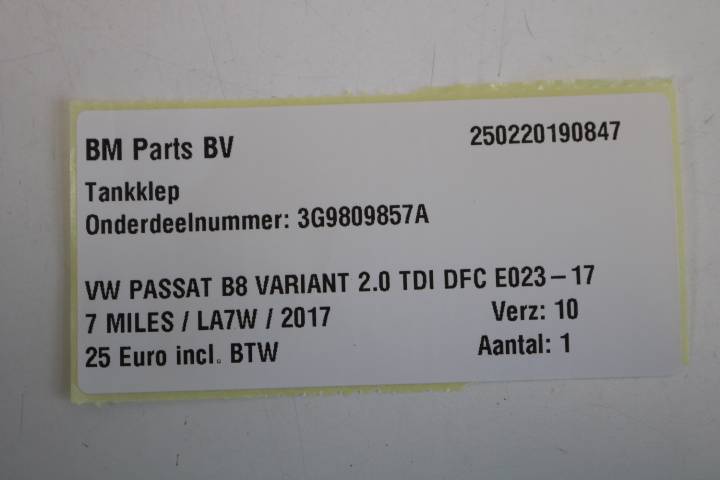 BM Parts BV 250220190847
Tankklep
Onderdeelnummer: 3G9809857A
VW PASSAT B8 VARIANT 2.0 TDI DFC E023-17
7 MILES / LA7W / 2017 Verz: 10
25 Euro incl. BTW Aantal: 1